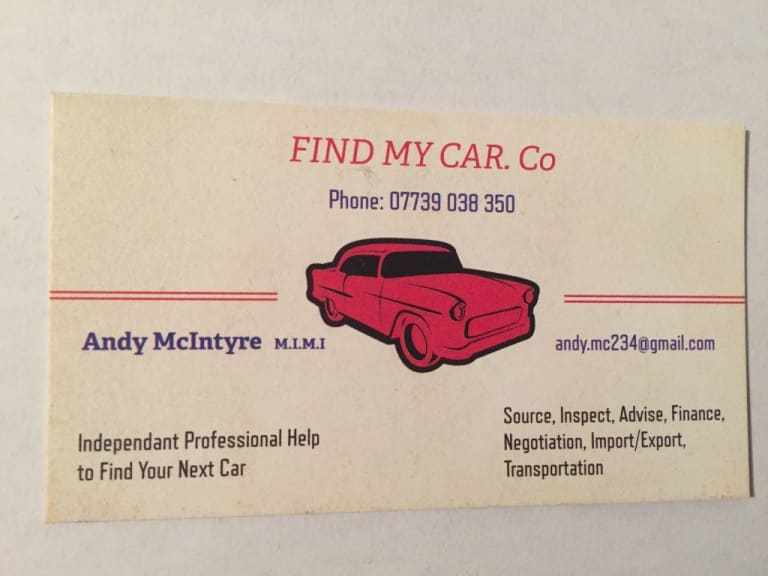 FIND MY CAR. Co
Phone: 07739 038 350
Andy McIntyre M.I.M.I
andy.mc234@gmail.com
Independant Professional Help
to Find Your Next Car
Source, Inspect, Advise, Finance,
Negotiation, Import/Export,
Transportation